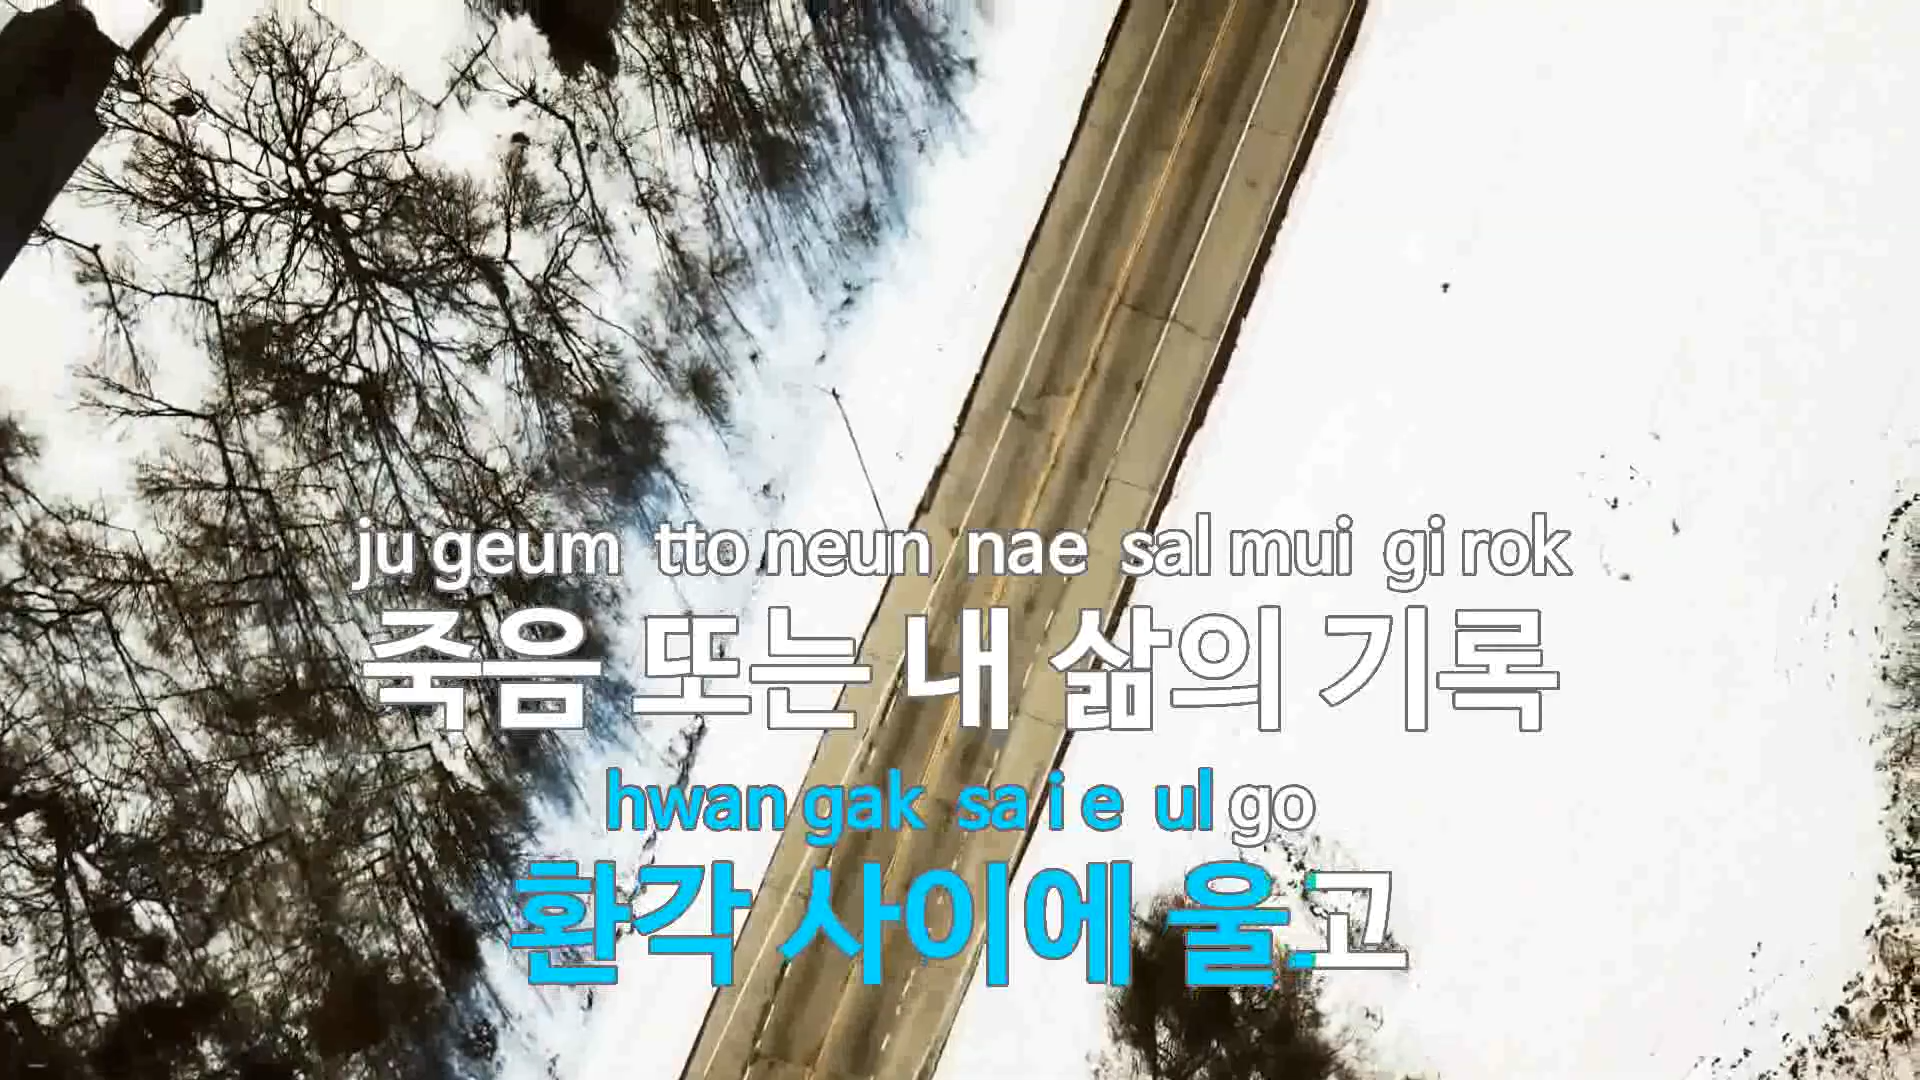 ju geum tto neun nae sal mui gi rok
죽음 또는 내 삶의 기록
hwan gak sa i e ul go
환각 사이에 울고